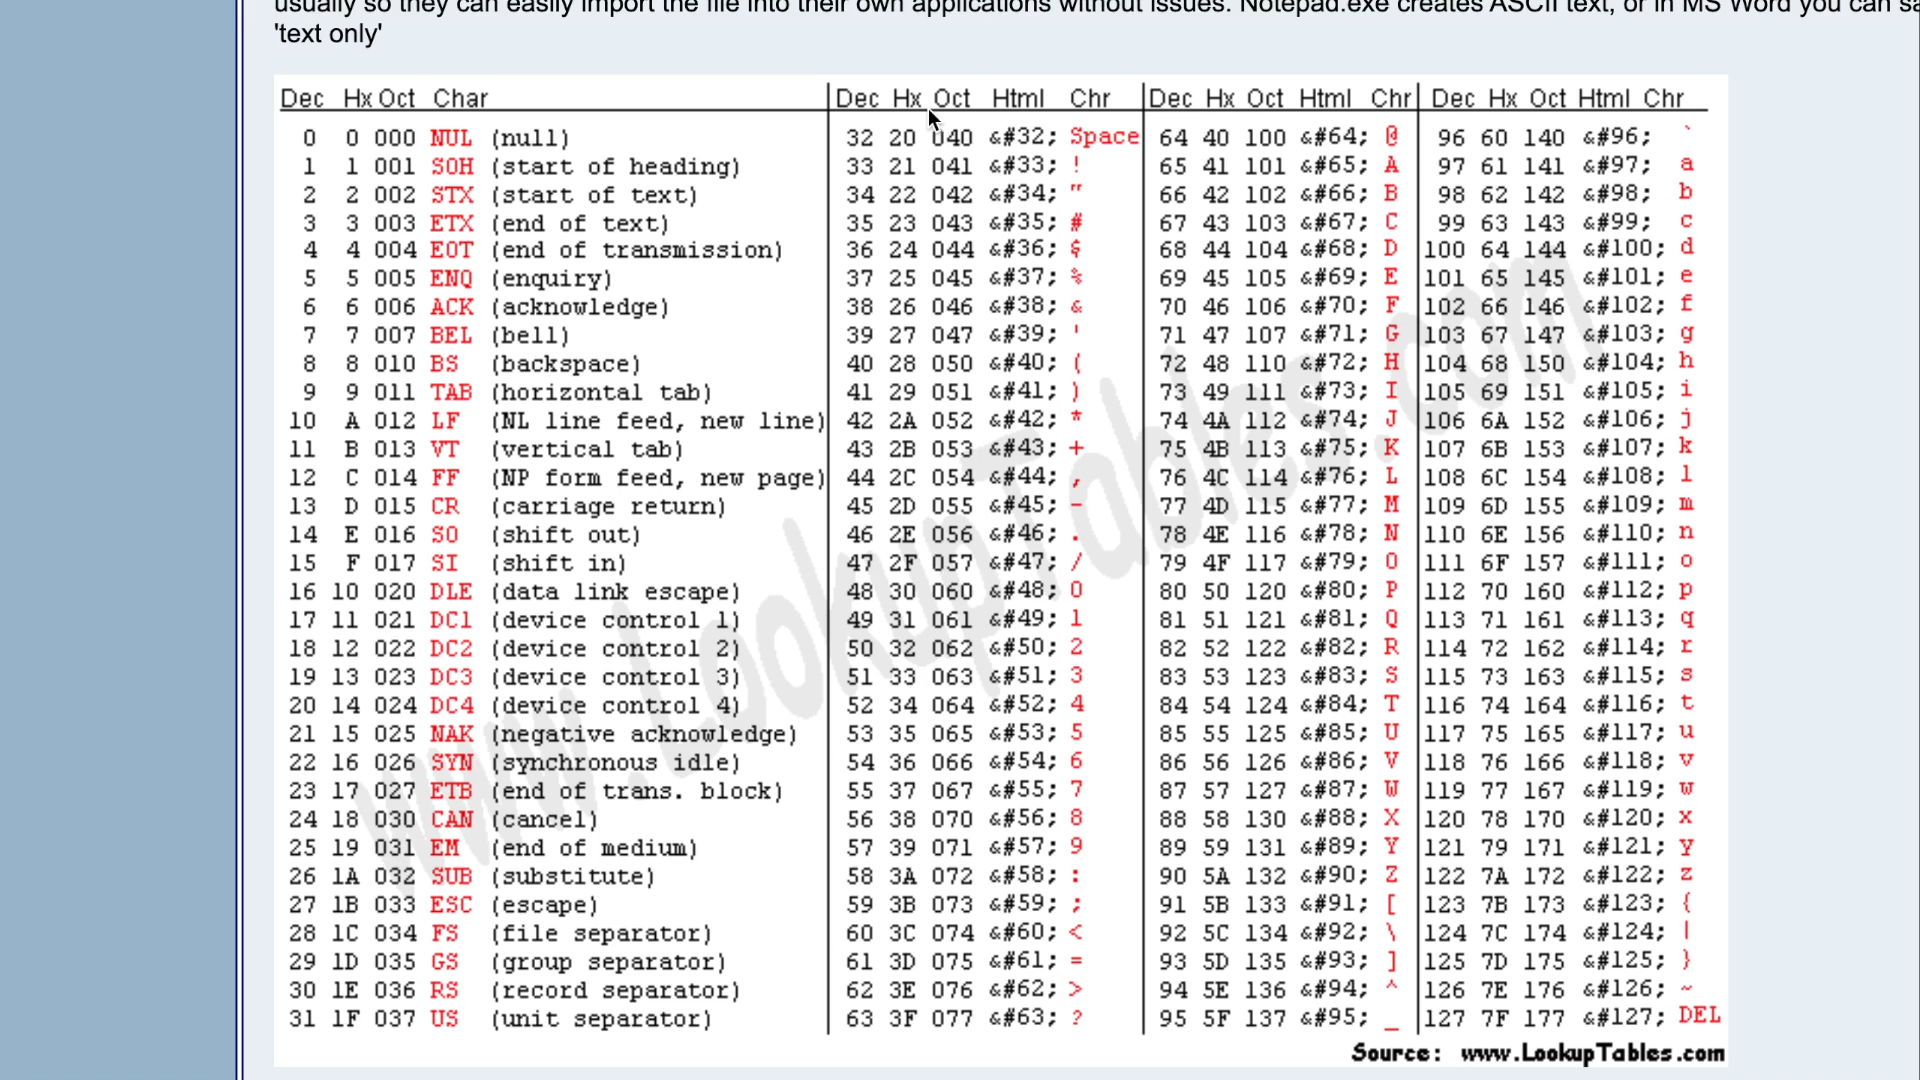 usually so they can easily import the file into their own applications without issues. Notepad.exe creates ASCII text, or in MS Word you can sa
'text only'
Dec Hx Oct Char Dec Hx Oct Html Chr Dec Hx Oct Html Chr Dec Hx Oct Html Chr
0 0 000 NUL (null) 32 20 040 &#32; Space 64 40 100 &#64; @ 96 60 140 &#96; `
1 1 001 SOH (start of heading) 33 21 041 &#33; ! 65 41 101 &#65; A 97 61 141 &#97; a
2 2 002 STX (start of text) 34 22 042 &#34; " 66 42 102 &#66; B 98 62 142 &#98; b
3 3 003 ETX (end of text) 35 23 043 &#35; # 67 43 103 &#67; C 99 63 143 &#99; c
4 4 004 EOT (end of transmission) 36 24 044 &#36; $ 68 44 104 &#68; D 100 64 144 &#100; d
5 5 005 ENQ (enquiry) 37 25 045 &#37; % 69 45 105 &#69; E 101 65 145 &#101; e
6 6 006 ACK (acknowledge) 38 26 046 &#38; & 70 46 106 &#70; F 102 66 146 &#102; f
7 7 007 BEL (bell) 39 27 047 &#39; ' 71 47 107 &#71; G 103 67 147 &#103; g
8 8 010 BS (backspace) 40 28 050 &#40; ( 72 48 110 &#72; H 104 68 150 &#104; h
9 9 011 TAB (horizontal tab) 41 29 051 &#41; ) 73 49 111 &#73; I 105 69 151 &#105; i
10 A 012 LF (NL line feed, new line) 42 2A 052 &#42; * 74 4A 112 &#74; J 106 6A 152 &#106; j
11 B 013 VT (vertical tab) 43 2B 053 &#43; + 75 4B 113 &#75; K 107 6B 153 &#107; k
12 C 014 FF (NP form feed, new page) 44 2C 054 &#44; , 76 4C 114 &#76; L 108 6C 154 &#108; l
13 D 015 CR (carriage return) 45 2D 055 &#45; - 77 4D 115 &#77; M 109 6D 155 &#109; m
14 E 016 SO (shift out) 46 2E 056 &#46; . 78 4E 116 &#78; N 110 6E 156 &#110; n
15 F 017 SI (shift in) 47 2F 057 &#47; / 79 4F 117 &#79; O 111 6F 157 &#111; o
16 10 020 DLE (data link escape) 48 30 060 &#48; 0 80 50 120 &#80; P 112 70 160 &#112; p
17 11 021 DC1 (device control 1) 49 31 061 &#49; 1 81 51 121 &#81; Q 113 71 161 &#113; q
18 12 022 DC2 (device control 2) 50 32 062 &#50; 2 82 52 122 &#82; R 114 72 162 &#114; r
19 13 023 DC3 (device control 3) 51 33 063 &#51; 3 83 53 123 &#83; S 115 73 163 &#115; s
20 14 024 DC4 (device control 4) 52 34 064 &#52; 4 84 54 124 &#84; T 116 74 164 &#116; t
21 15 025 NAK (negative acknowledge) 53 35 065 &#53; 5 85 55 125 &#85; U 117 75 165 &#117; u
22 16 026 SYN (synchronous idle) 54 36 066 &#54; 6 86 56 126 &#86; V 118 76 166 &#118; v
23 17 027 ETB (end of trans. block) 55 37 067 &#55; 7 87 57 127 &#87; W 119 77 167 &#119; w
24 18 030 CAN (cancel) 56 38 070 &#56; 8 88 58 130 &#88; X 120 78 170 &#120; x
25 19 031 EM (end of medium) 57 39 071 &#57; 9 89 59 131 &#89; Y 121 79 171 &#121; y
26 1A 032 SUB (substitute) 58 3A 072 &#58; : 90 5A 132 &#90; Z 122 7A 172 &#122; z
27 1B 033 ESC (escape) 59 3B 073 &#59; ; 91 5B 133 &#91; [ 123 7B 173 &#123; {
28 1C 034 FS (file separator) 60 3C 074 &#60; < 92 5C 134 &#92; \ 124 7C 174 &#124; |
29 1D 035 GS (group separator) 61 3D 075 &#61; = 93 5D 135 &#93; ] 125 7D 175 &#125; }
30 1E 036 RS (record separator) 62 3E 076 &#62; > 94 5E 136 &#94; ^ 126 7E 176 &#126; ~
31 1F 037 US (unit separator) 63 3F 077 &#63; ? 95 5F 137 &#95; _ 127 7F 177 &#127; DEL
www.LookupTables.com
Source: www.LookupTables.com